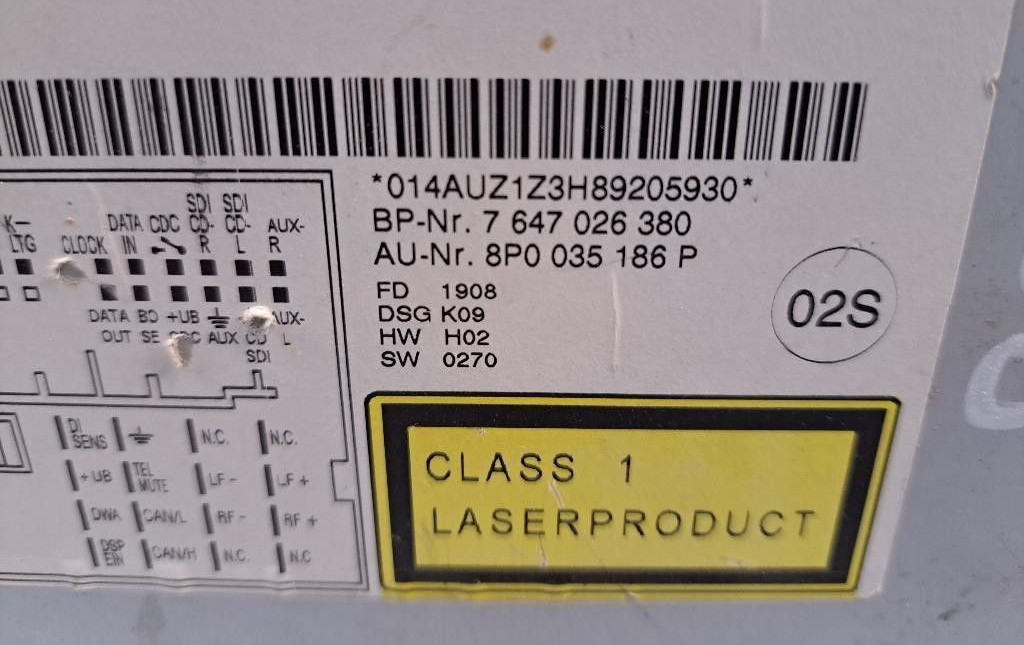 *014AUZ1Z3H89205930*
BP-Nr. 7 647 026 380
AU-Nr. 8P0 035 186 P
FD 1908
DSG K09
HW H02
SW 0270
02S
CLASS 1
LASERPRODUCT
SDI SDI
K- DATA CDC CD- CD- AUX-
LTG CLOCK IN R L R
DATA BO +UB AUX-
OUT SE AUX CD L
SDI
DI SENS N.C. N.C.
+UB TEL MUTE LF- LF+
DWA CAN/L RF- RF+
DSP EIN CAN/H N.C. N.C